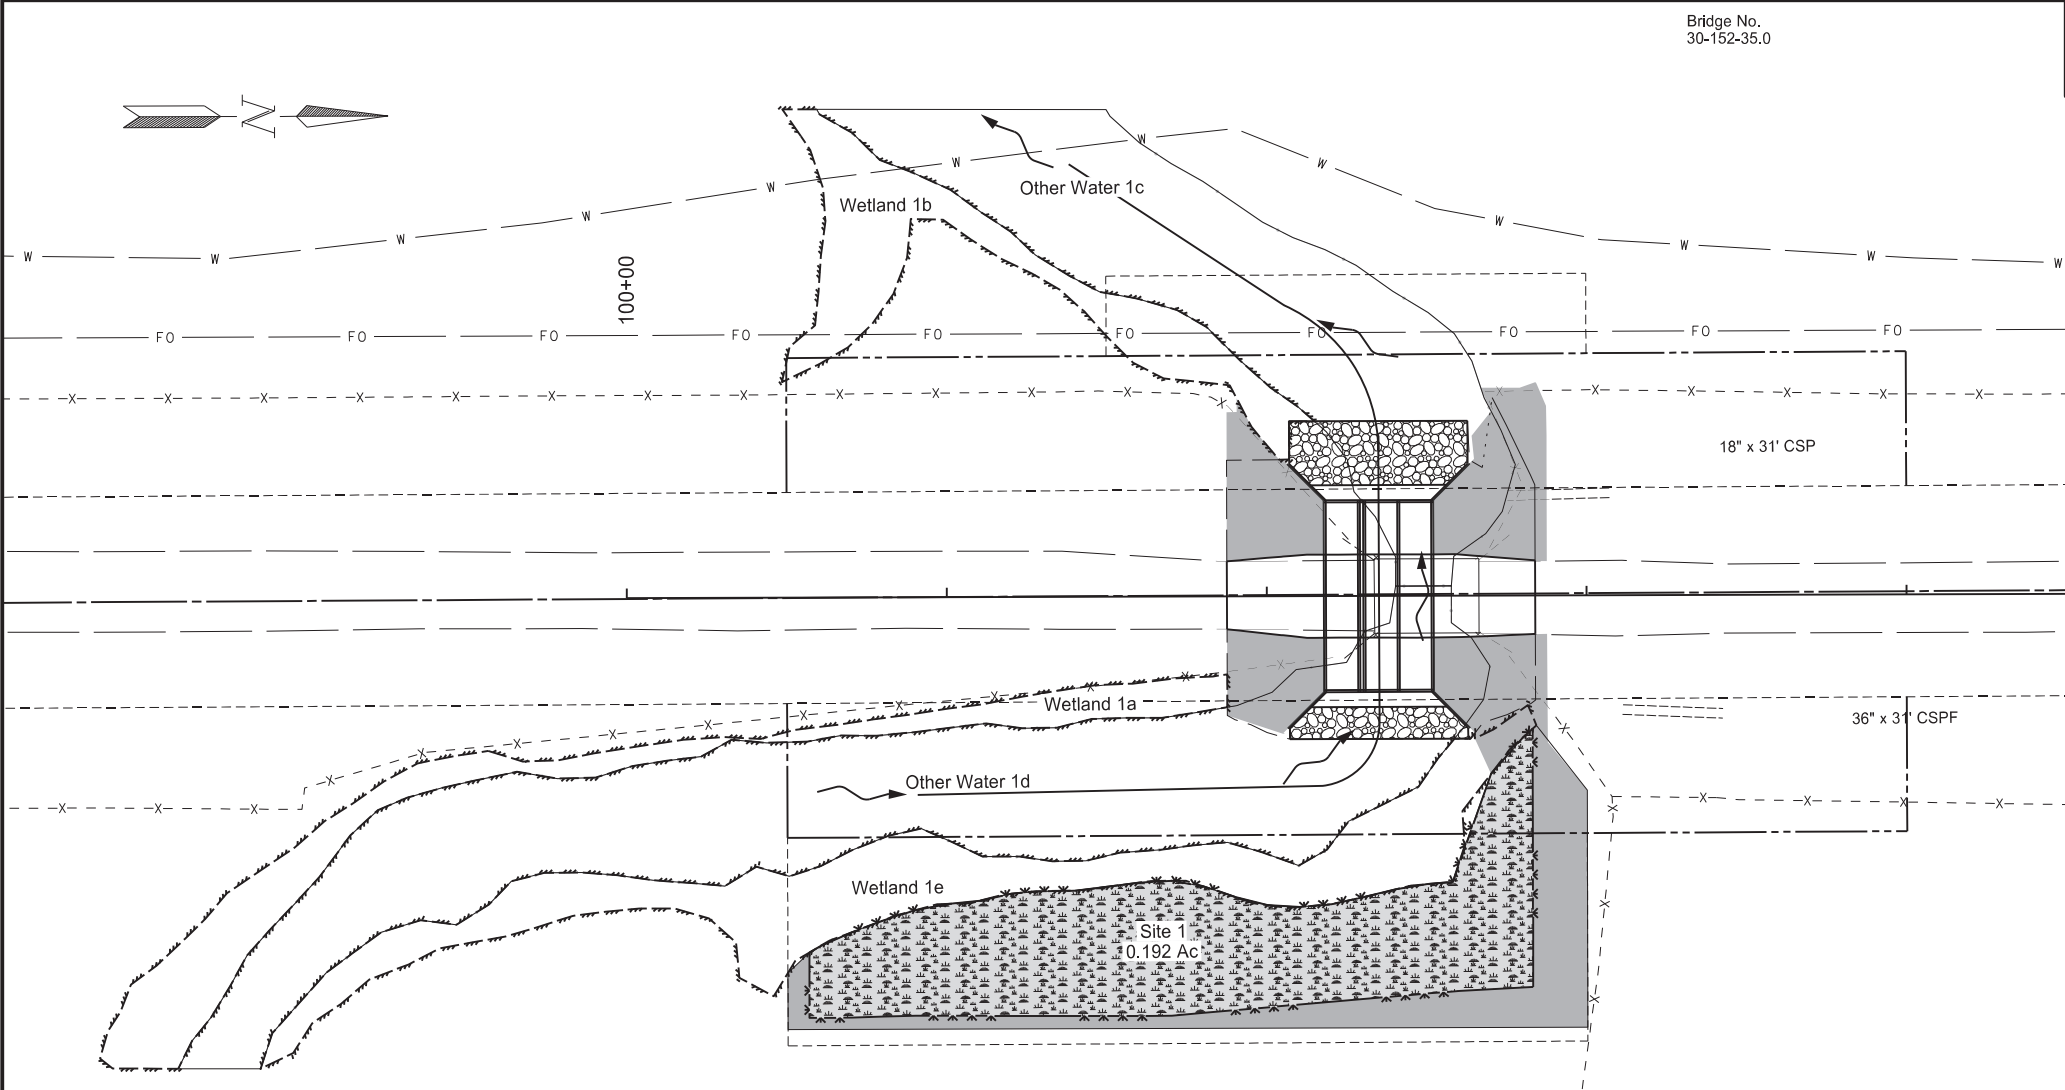 Bridge No.
30-152-35.0
N
W W W W W W W W W W W W
Other Water 1c
Wetland 1b
100+00
FO FO FO FO FO FO FO FO FO FO
18" x 31' CSP
Wetland 1a
36" x 31' CSPF
Other Water 1d
Wetland 1e
Site 1
0.192 Ac